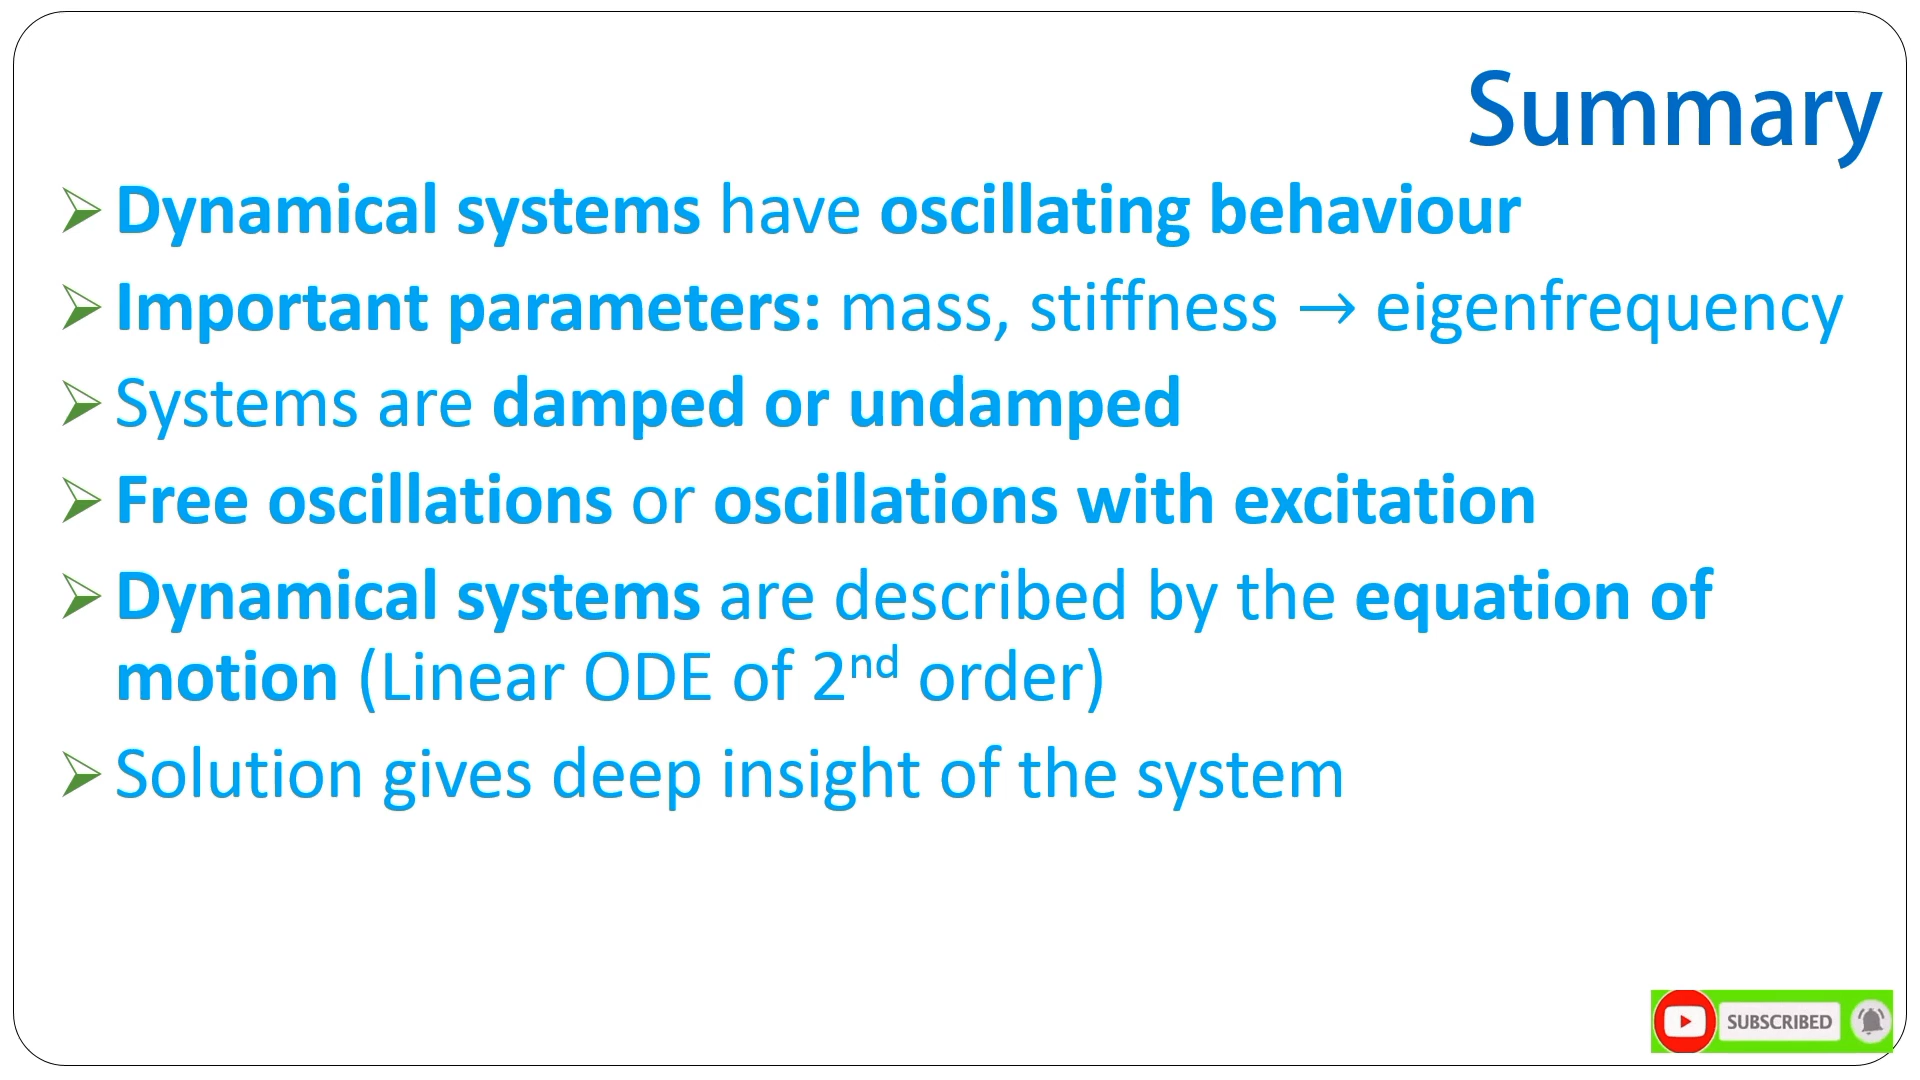 Summary
Dynamical systems have oscillating behaviour
Important parameters: mass, stiffness → eigenfrequency
Systems are damped or undamped
Free oscillations or oscillations with excitation
Dynamical systems are described by the equation of
motion (Linear ODE of 2nd order)
Solution gives deep insight of the system
SUBSCRIBED